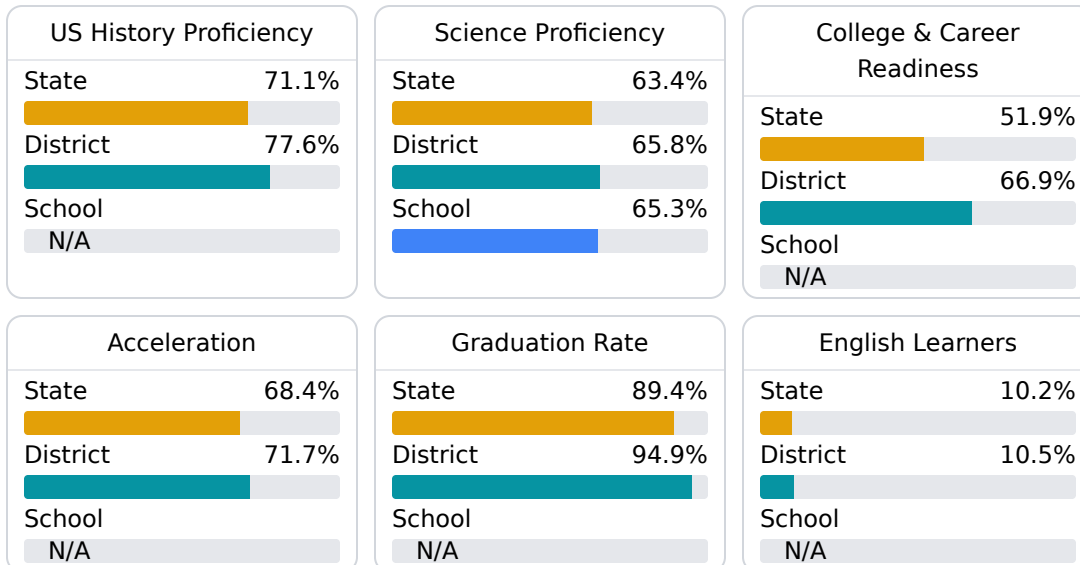 US History Proficiency
State 71.1%
District 77.6%
School
N/A
Science Proficiency
State 63.4%
District 65.8%
School 65.3%
College & Career
Readiness
State 51.9%
District 66.9%
School
N/A
Acceleration
State 68.4%
District 71.7%
School
N/A
Graduation Rate
State 89.4%
District 94.9%
School
N/A
English Learners
State 10.2%
District 10.5%
School
N/A